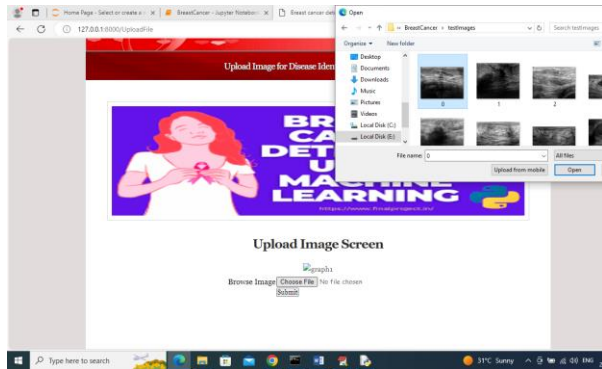 Home Page - Select or create a n
BreastCancer - Jupyter Notebook
Breast cancer det
127.0.0.1:8000/UploadFile
Upload Image for Disease Iden
BR
CA
DET
U
MACHINE
LEARNING
Upload Image Screen
graph1
Browse Image Choose File No file chosen
Submit
Open
BreastCancer > testImages
Search testImages
Organize
New folder
Desktop
Documents
Downloads
Music
Pictures
Videos
Local Disk (C:)
Local Disk (E:)
0
1
2
File name: 0
All files
Upload from mobile
Open
Type here to search
31°C Sunny
ENG